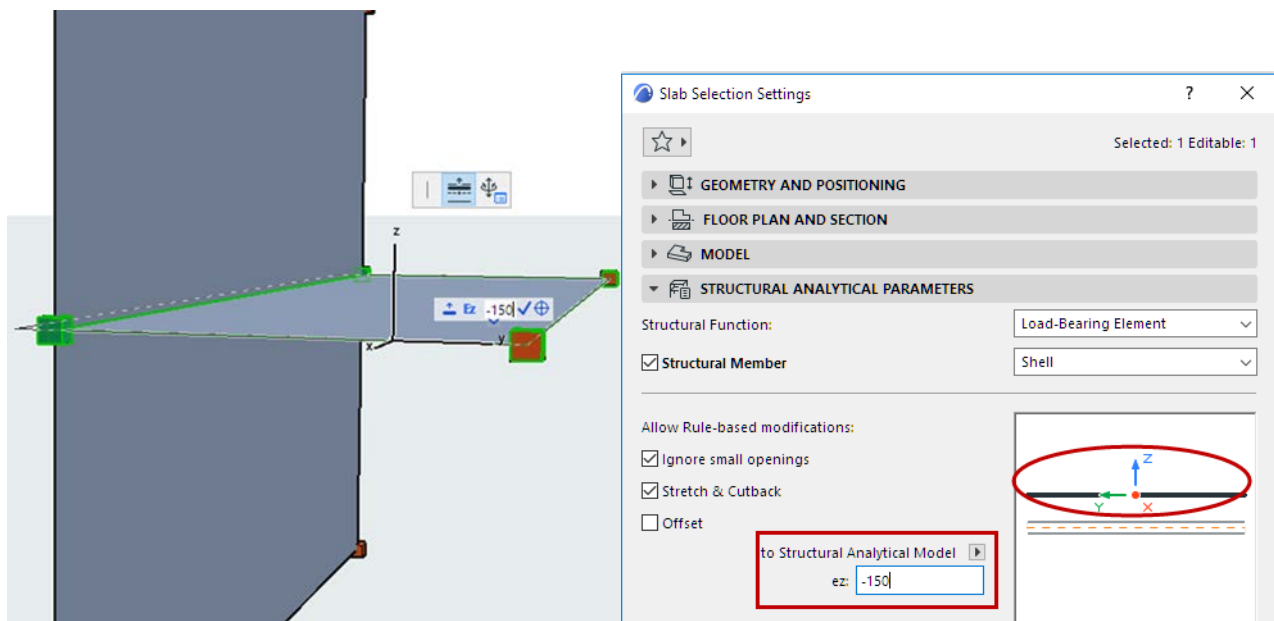 z
Ez -150
x
y
Slab Selection Settings ? ×
Selected: 1 Editable: 1
GEOMETRY AND POSITIONING
FLOOR PLAN AND SECTION
MODEL
STRUCTURAL ANALYTICAL PARAMETERS
Structural Function: Load-Bearing Element
Structural Member Shell
Allow Rule-based modifications:
Ignore small openings
Stretch & Cutback
Offset
to Structural Analytical Model
ez: -150
Z
Y X